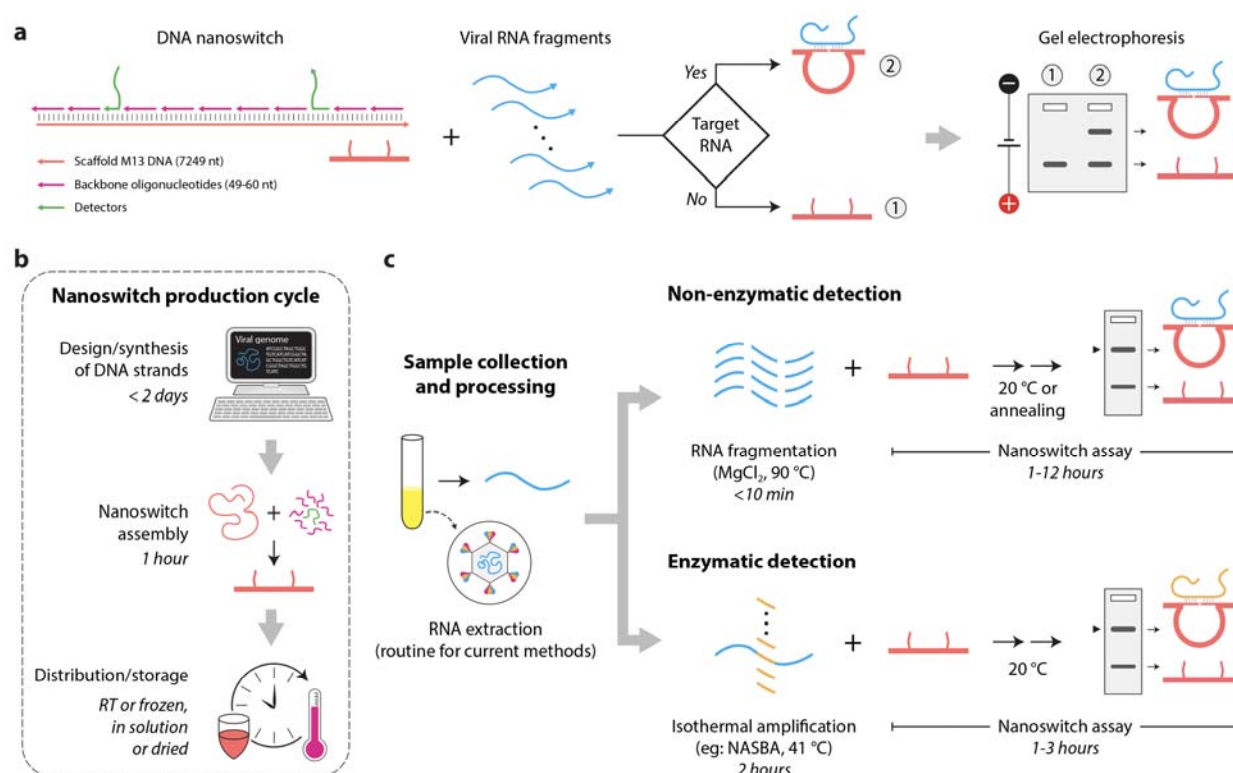 a
DNA nanoswitch
Scaffold M13 DNA (7249 nt)
Backbone oligonucleotides (49-60 nt)
Detectors
+
Viral RNA fragments
Target
RNA
Yes
②
No
①
Gel electrophoresis
①
②
−
+
b
Nanoswitch production cycle
Design/synthesis
of DNA strands
< 2 days
Viral genome
Nanoswitch
assembly
1 hour
+
Distribution/storage
RT or frozen,
in solution
or dried
c
Sample collection
and processing
RNA extraction
(routine for current methods)
Non-enzymatic detection
+
20 °C or
annealing
RNA fragmentation
(MgCl₂, 90 °C)
<10 min
Nanoswitch assay
1-12 hours
Enzymatic detection
+
20 °C
Isothermal amplification
(eg: NASBA, 41 °C)
2 hours
Nanoswitch assay
1-3 hours